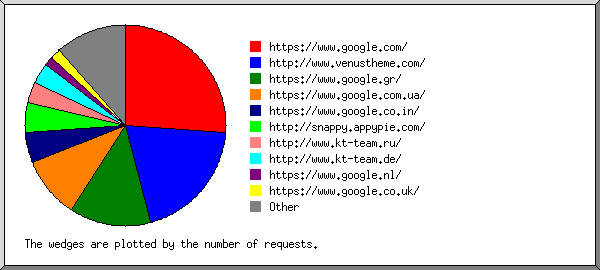 https://www.google.com/
http://www.venustheme.com/
https://www.google.gr/
https://www.google.com.ua/
https://www.google.co.in/
http://snappy.appypie.com/
http://www.kt-team.ru/
http://www.kt-team.de/
https://www.google.nl/
https://www.google.co.uk/
Other
The wedges are plotted by the number of requests.